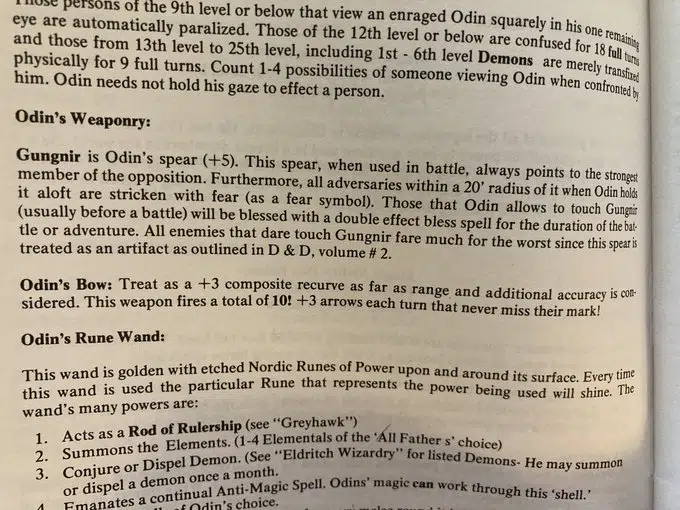 Those persons of the 9th level or below that view an enraged Odin squarely in his one remaining
eye are automatically paralized. Those of the 12th level or below are confused for 18 full turns
and those from 13th level to 25th level, including 1st - 6th level Demons are merely transfixed
physically for 9 full turns. Count 1-4 possibilities of someone viewing Odin when confronted by
him. Odin needs not hold his gaze to effect a person.
Odin's Weaponry:
Gungnir is Odin's spear (+5). This spear, when used in battle, always points to the strongest
member of the opposition. Furthermore, all adversaries within a 20' radius of it when Odin holds
it aloft are stricken with fear (as a fear symbol). Those that Odin allows to touch Gungnir
(usually before a battle) will be blessed with a double effect bless spell for the duration of the bat-
tle or adventure. All enemies that dare touch Gungnir fare much for the worst since this spear is
treated as an artifact as outlined in D & D, volume # 2.
Odin's Bow: Treat as a +3 composite recurve as far as range and additional accuracy is con-
sidered. This weapon fires a total of 10! +3 arrows each turn that never miss their mark!
Odin's Rune Wand:
This wand is golden with etched Nordic Runes of Power upon and around its surface. Every time
this wand is used the particular Rune that represents the power being used will shine. The
wand's many powers are:
1. Acts as a Rod of Rulership (see "Greyhawk")
2. Summons the Elements. (1-4 Elementals of the 'All Father s' choice)
3. Conjure or Dispel Demon. (See "Eldritch Wizardry" for listed Demons- He may summon
or dispel a demon once a month.
4. Emanates a continual Anti-Magic Spell. Odins' magic can work through this 'shell.'
of Odin's choice.